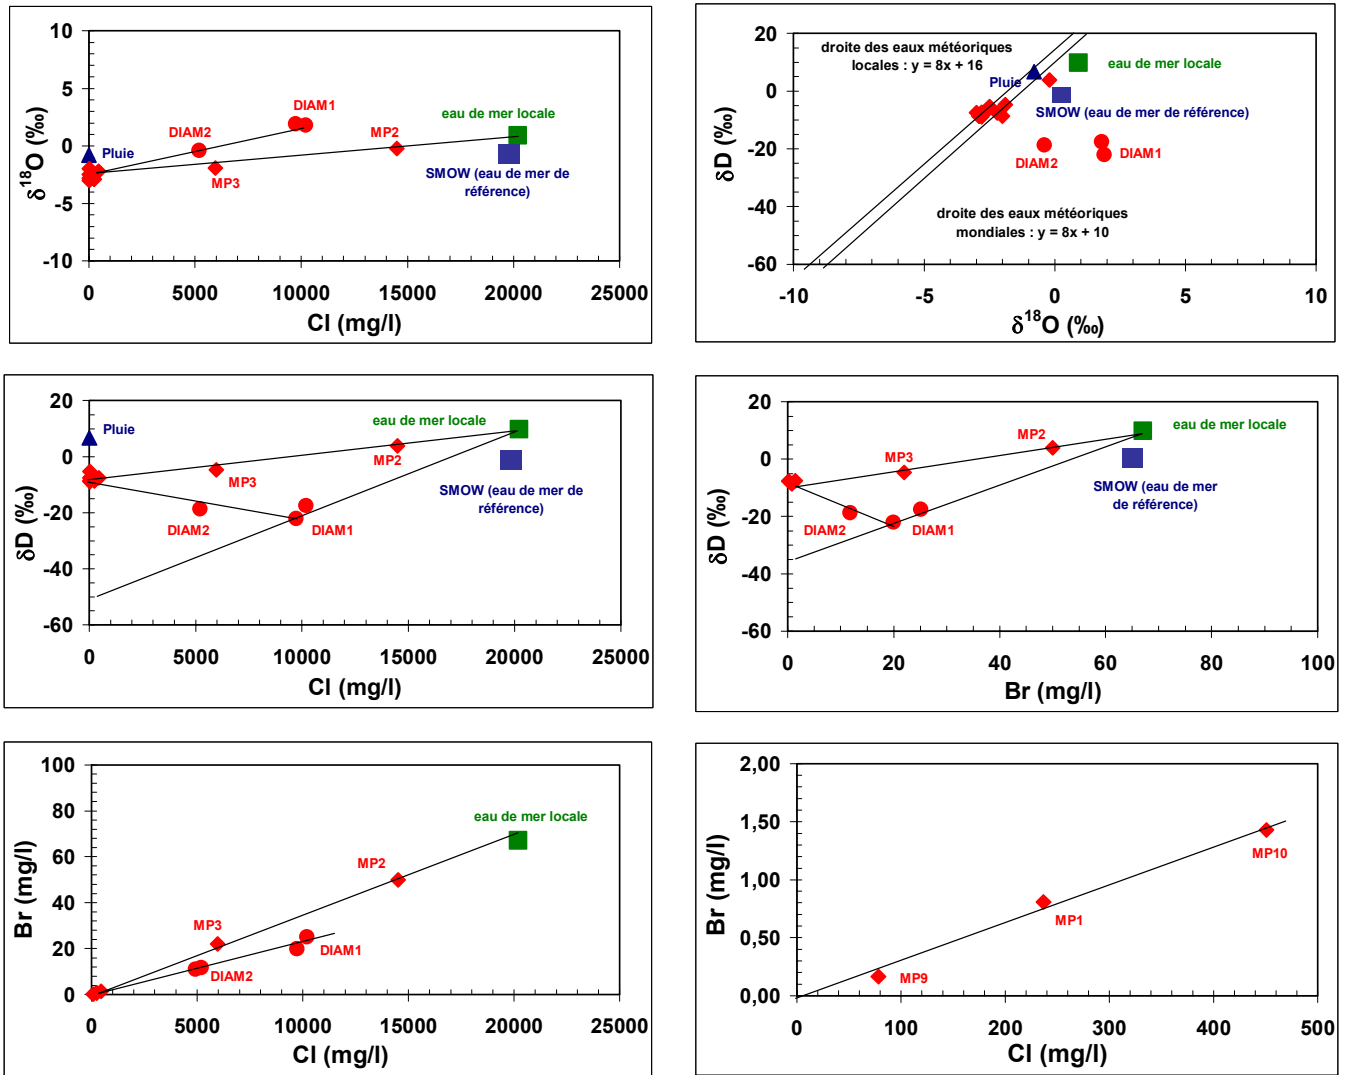 10
5
0
-5
-10
δ18O (‰)
0
5000
10000
15000
20000
25000
Cl (mg/l)
Pluie
DIAM2
DIAM1
MP3
MP2
eau de mer locale
SMOW (eau de mer de
référence)
20
0
-20
-40
-60
δD (‰)
-10
-5
0
5
10
δ18O (‰)
droite des eaux météoriques
locales : y = 8x + 16
Pluie
eau de mer locale
SMOW (eau de mer de référence)
DIAM2
DIAM1
droite des eaux météoriques
mondiales : y = 8x + 10
20
0
-20
-40
-60
δD (‰)
0
5000
10000
15000
20000
25000
Cl (mg/l)
Pluie
eau de mer locale
MP3
MP2
DIAM2
DIAM1
SMOW (eau de mer de
référence)
20
0
-20
-40
-60
δD (‰)
0
20
40
60
80
100
Br (mg/l)
MP3
MP2
eau de mer locale
DIAM2
DIAM1
SMOW (eau de mer
de référence)
100
80
60
40
20
0
Br (mg/l)
0
5000
10000
15000
20000
25000
Cl (mg/l)
eau de mer locale
MP2
MP3
DIAM1
DIAM2
2,00
1,50
1,00
0,50
0,00
Br (mg/l)
0
100
200
300
400
500
Cl (mg/l)
MP10
MP1
MP9